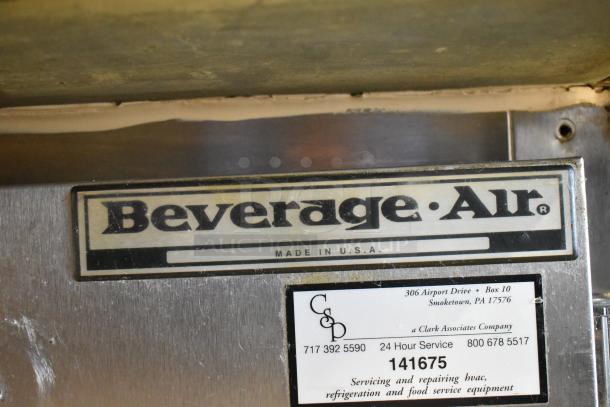 Beverage·Air®
MADE IN U.S.A.
CSP
306 Airport Drive • Box 10
Smoketown, PA 17576
a Clark Associates Company
717 392 5590 24 Hour Service 800 678 5517
141675
Servicing and repairing hvac,
refrigeration and food service equipment